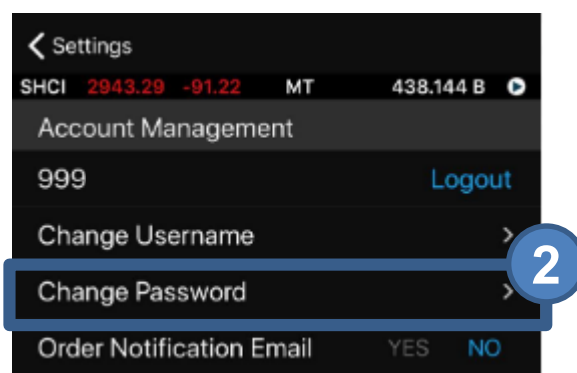 Settings
SHCI 2943.29 -91.22 MT 438.144 B
Account Management
999 Logout
Change Username
2
Change Password
Order Notification Email YES NO